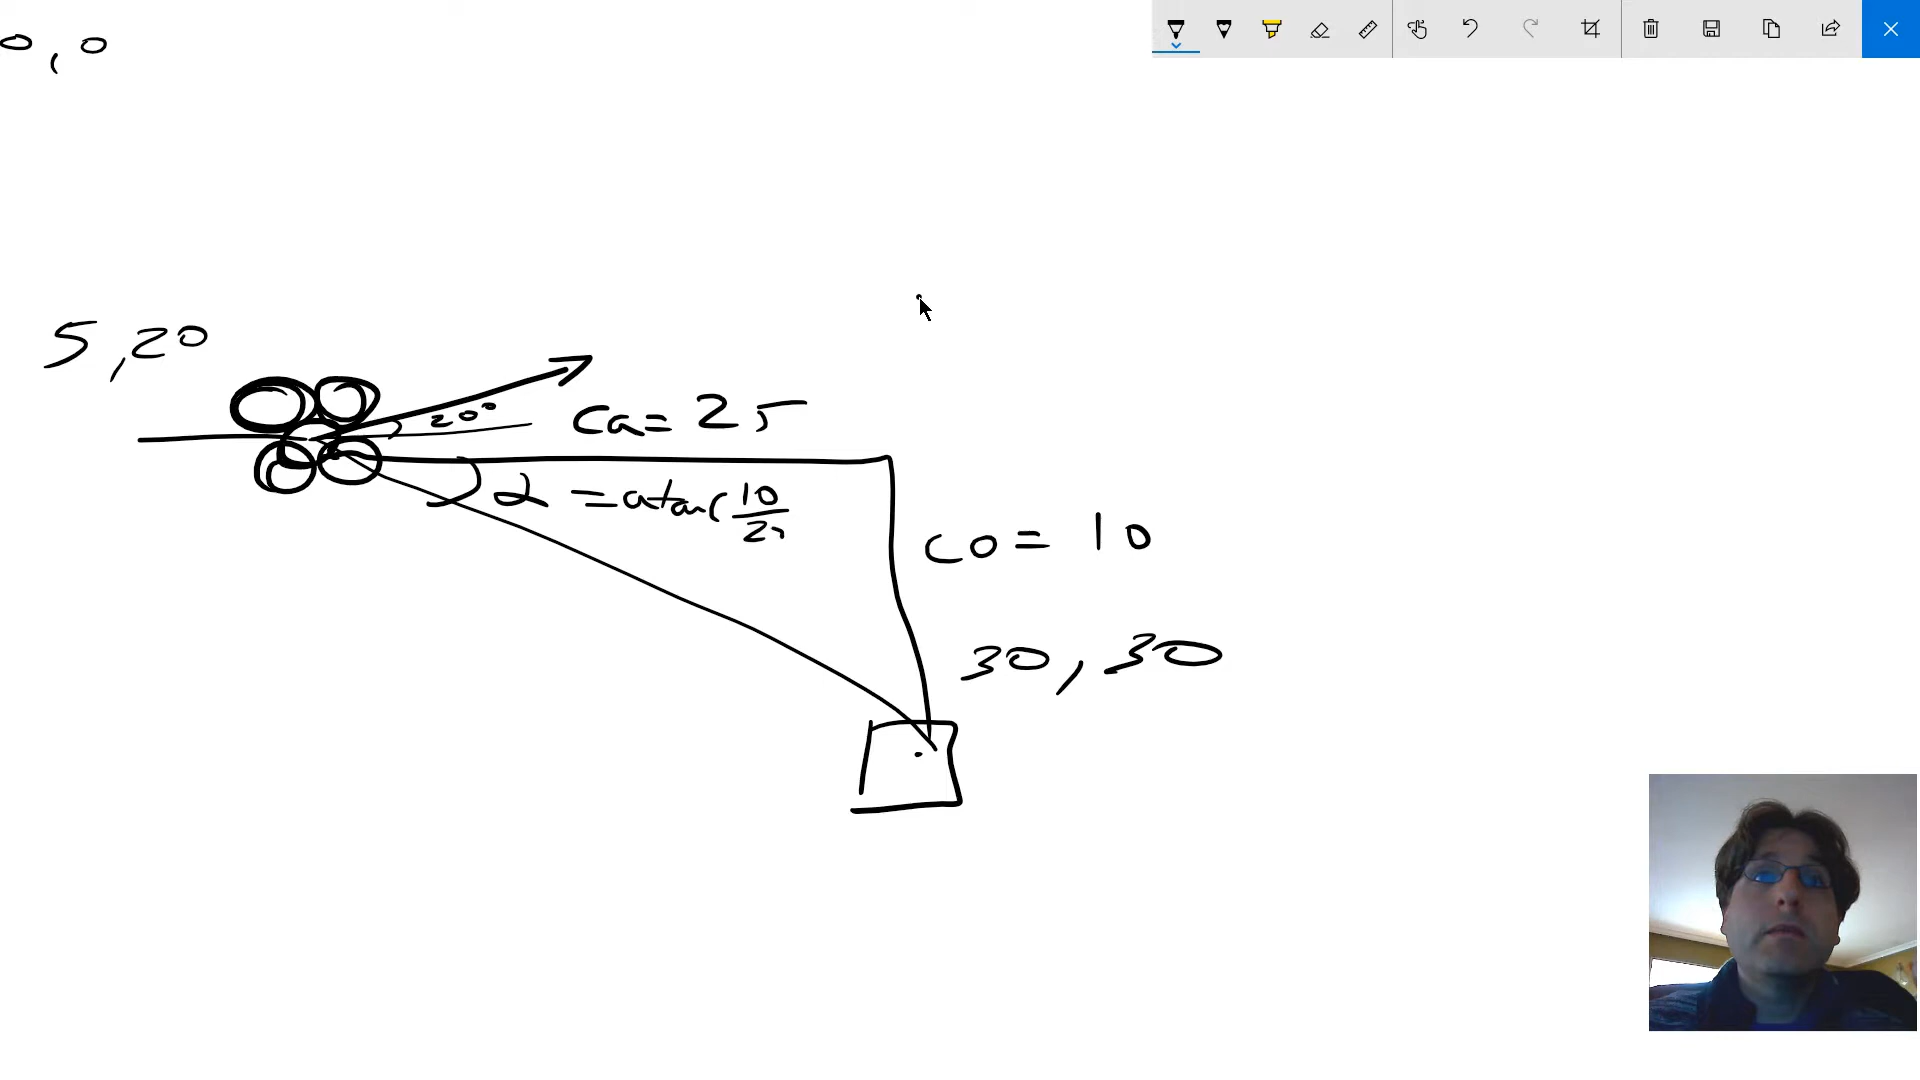 0,0
5,20
20°
Ca= 25
α = atan( 10
25
CO = 10
30, 30